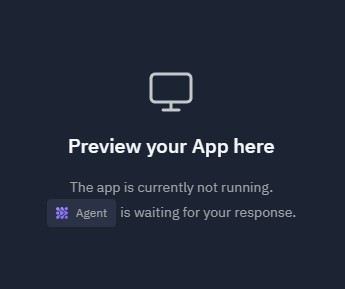 Preview your App here
The app is currently not running.
Agent is waiting for your response.